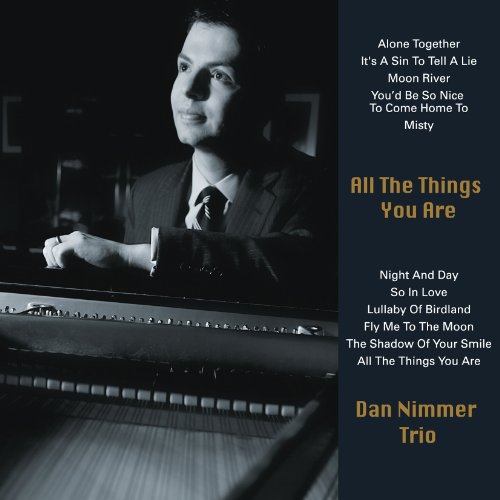 Alone Together
It's A Sin To Tell A Lie
Moon River
You'd Be So Nice
To Come Home To
Misty
All The Things
You Are
Night And Day
So In Love
Lullaby Of Birdland
Fly Me To The Moon
The Shadow Of Your Smile
All The Things You Are
Dan Nimmer
Trio